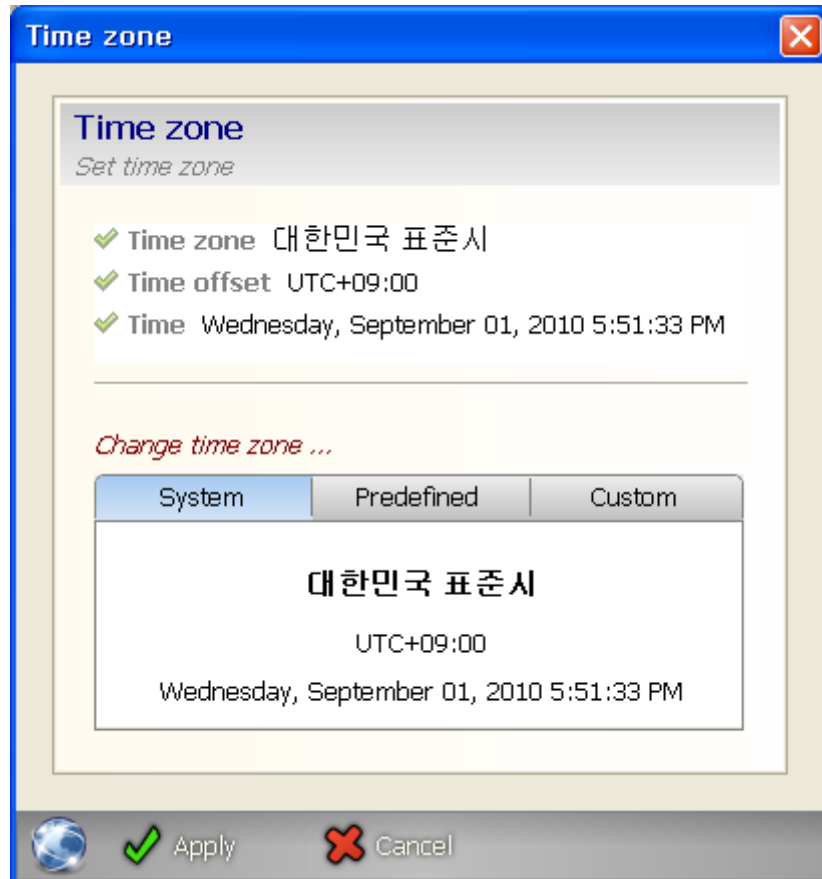 Time zone
Time zone
Set time zone
Time zone 대한민국 표준시
Time offset UTC+09:00
Time Wednesday, September 01, 2010 5:51:33 PM
Change time zone ...
System Predefined Custom
대한민국 표준시
UTC+09:00
Wednesday, September 01, 2010 5:51:33 PM
Apply Cancel